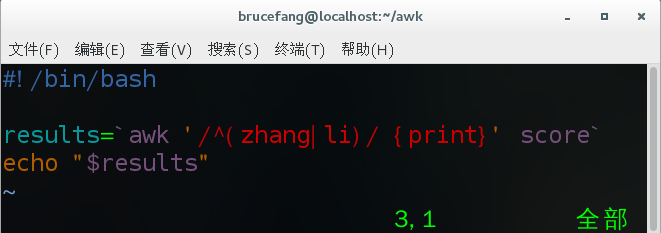 brucefang@localhost:~/awk
文件(F) 编辑(E) 查看(V) 搜索(S) 终端(T) 帮助(H)
#!/bin/bash
results=`awk '/^(zhang|li)/ {print}' score`
echo "$results"
~
3,1 全部